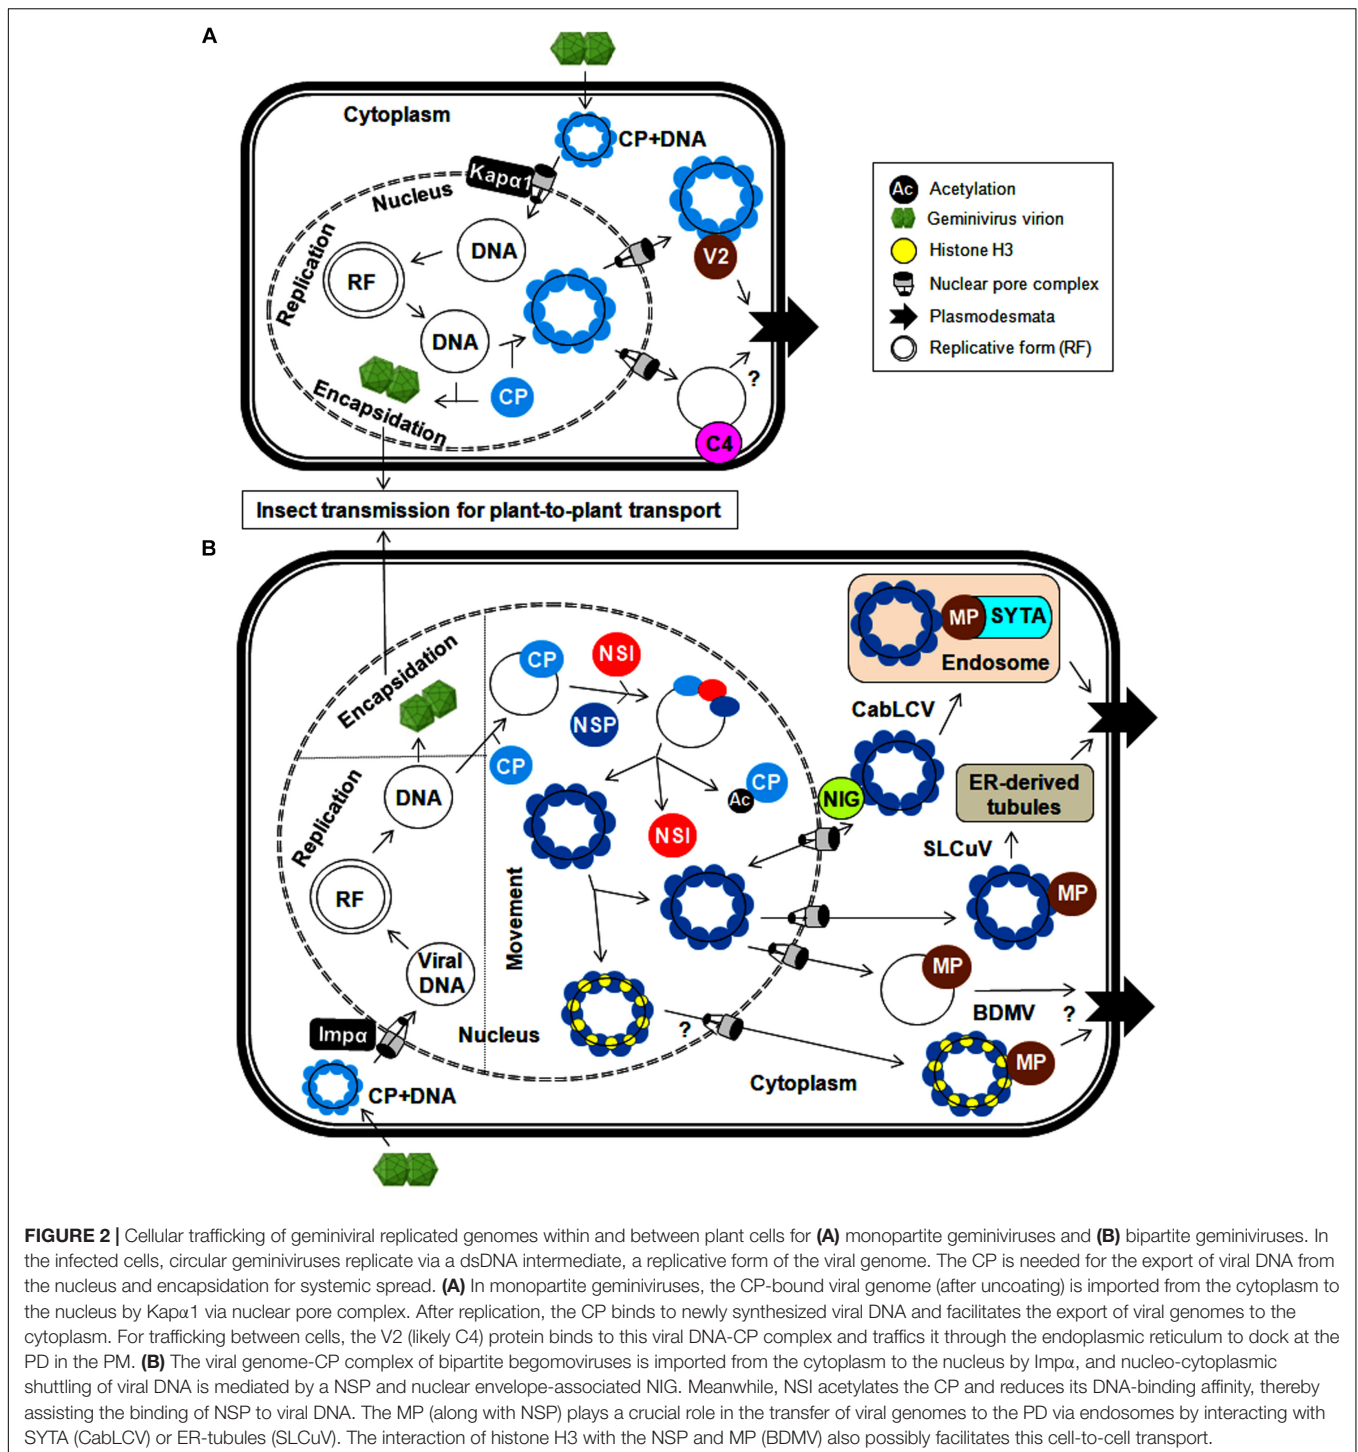 A
Cytoplasm
CP+DNA
Kapα1
Nucleus
DNA
V2
Replication
RF
DNA
?
CP
Encapsidation
C4
Ac Acetylation
Geminivirus virion
Histone H3
Nuclear pore complex
Plasmodesmata
Replicative form (RF)
Insect transmission for plant-to-plant transport
B
MP SYTA
Endosome
Encapsidation
CP
NSI
NSP
CabLCV
CP
CP
Ac
NIG
ER-derived
tubules
DNA
Replication
NSI
SLCuV
RF
Movement
MP
Viral
DNA
MP
BDMV
?
Impα
Nucleus
?
MP
Cytoplasm
CP+DNA
FIGURE 2 | Cellular trafficking of geminiviral replicated genomes within and between plant cells for (A) monopartite geminiviruses and (B) bipartite geminiviruses. In
the infected cells, circular geminiviruses replicate via a dsDNA intermediate, a replicative form of the viral genome. The CP is needed for the export of viral DNA from
the nucleus and encapsidation for systemic spread. (A) In monopartite geminiviruses, the CP-bound viral genome (after uncoating) is imported from the cytoplasm to
the nucleus by Kapα1 via nuclear pore complex. After replication, the CP binds to newly synthesized viral DNA and facilitates the export of viral genomes to the
cytoplasm. For trafficking between cells, the V2 (likely C4) protein binds to this viral DNA-CP complex and traffics it through the endoplasmic reticulum to dock at the
PD in the PM. (B) The viral genome-CP complex of bipartite begomoviruses is imported from the cytoplasm to the nucleus by Impα, and nucleo-cytoplasmic
shuttling of viral DNA is mediated by a NSP and nuclear envelope-associated NIG. Meanwhile, NSI acetylates the CP and reduces its DNA-binding affinity, thereby
assisting the binding of NSP to viral DNA. The MP (along with NSP) plays a crucial role in the transfer of viral genomes to the PD via endosomes by interacting with
SYTA (CabLCV) or ER-tubules (SLCuV). The interaction of histone H3 with the NSP and MP (BDMV) also possibly facilitates this cell-to-cell transport.